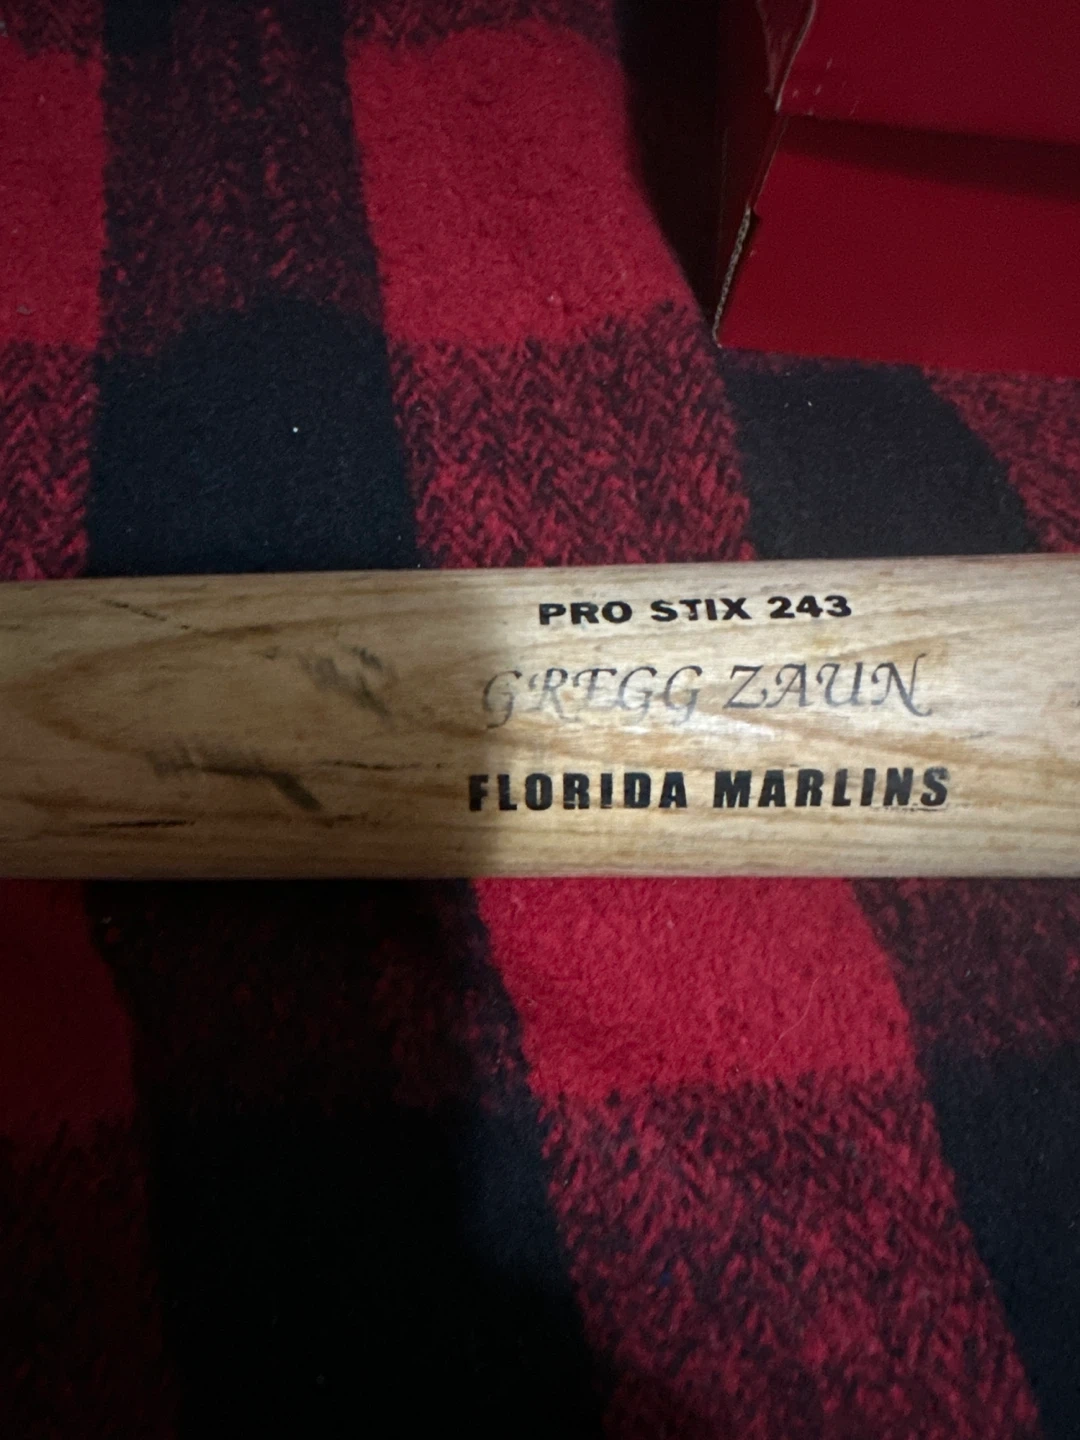 PRO STIX 243
GREGG ZAUN
FLORIDA MARLINS